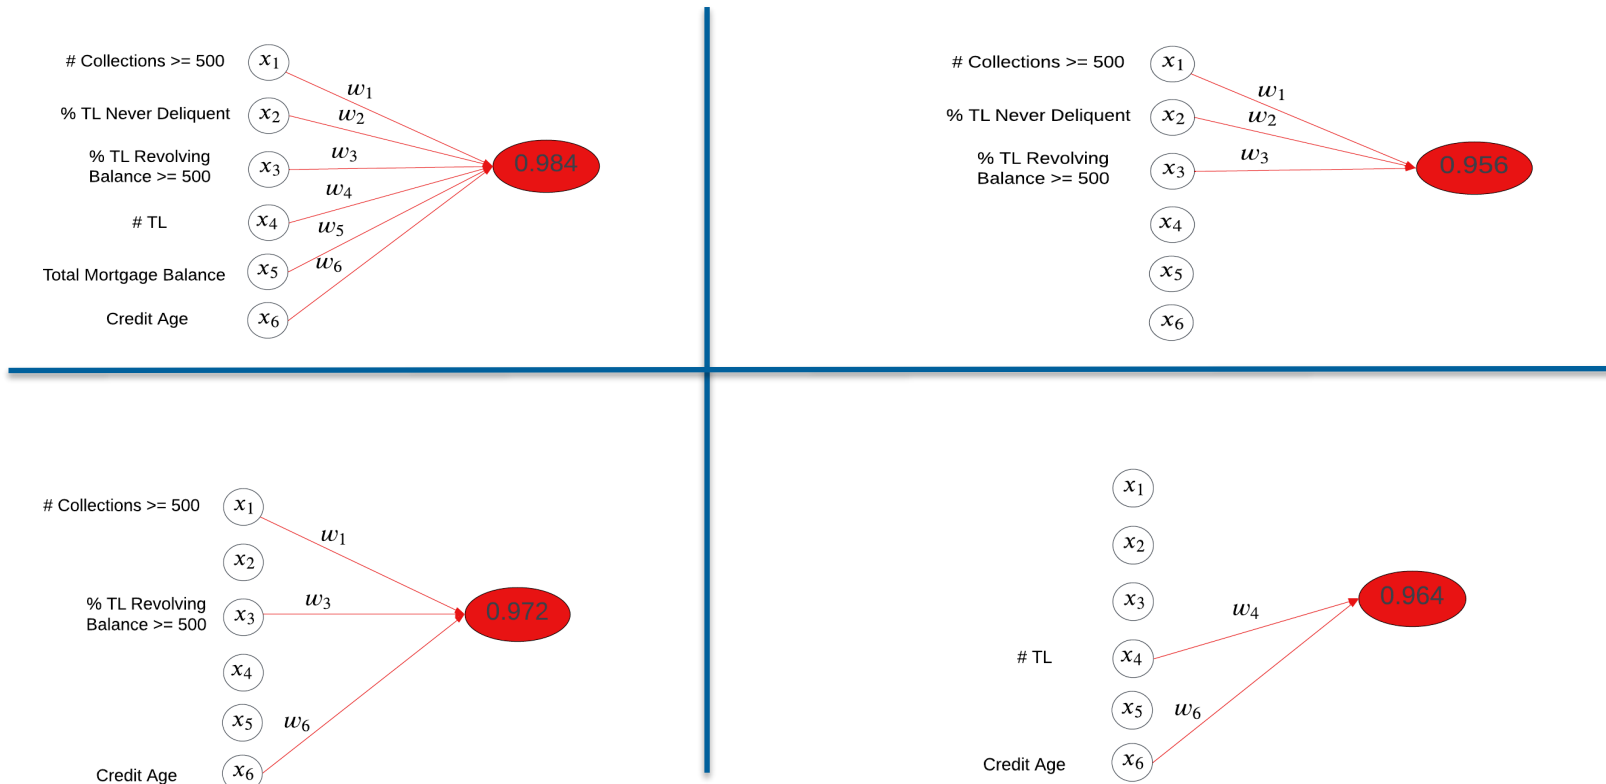 # Collections >= 500
x1
w1
% TL Never Deliquent
x2
w2
% TL Revolving
Balance >= 500
x3
w3
0.984
# TL
x4
w4
Total Mortgage Balance
x5
w5
Credit Age
x6
w6
# Collections >= 500
x1
w1
% TL Never Deliquent
x2
w2
% TL Revolving
Balance >= 500
x3
w3
0.956
x4
x5
x6
# Collections >= 500
x1
w1
x2
% TL Revolving
Balance >= 500
x3
w3
0.972
x4
x5
w6
Credit Age
x6
x1
x2
x3
0.964
w4
# TL
x4
x5
w6
Credit Age
x6